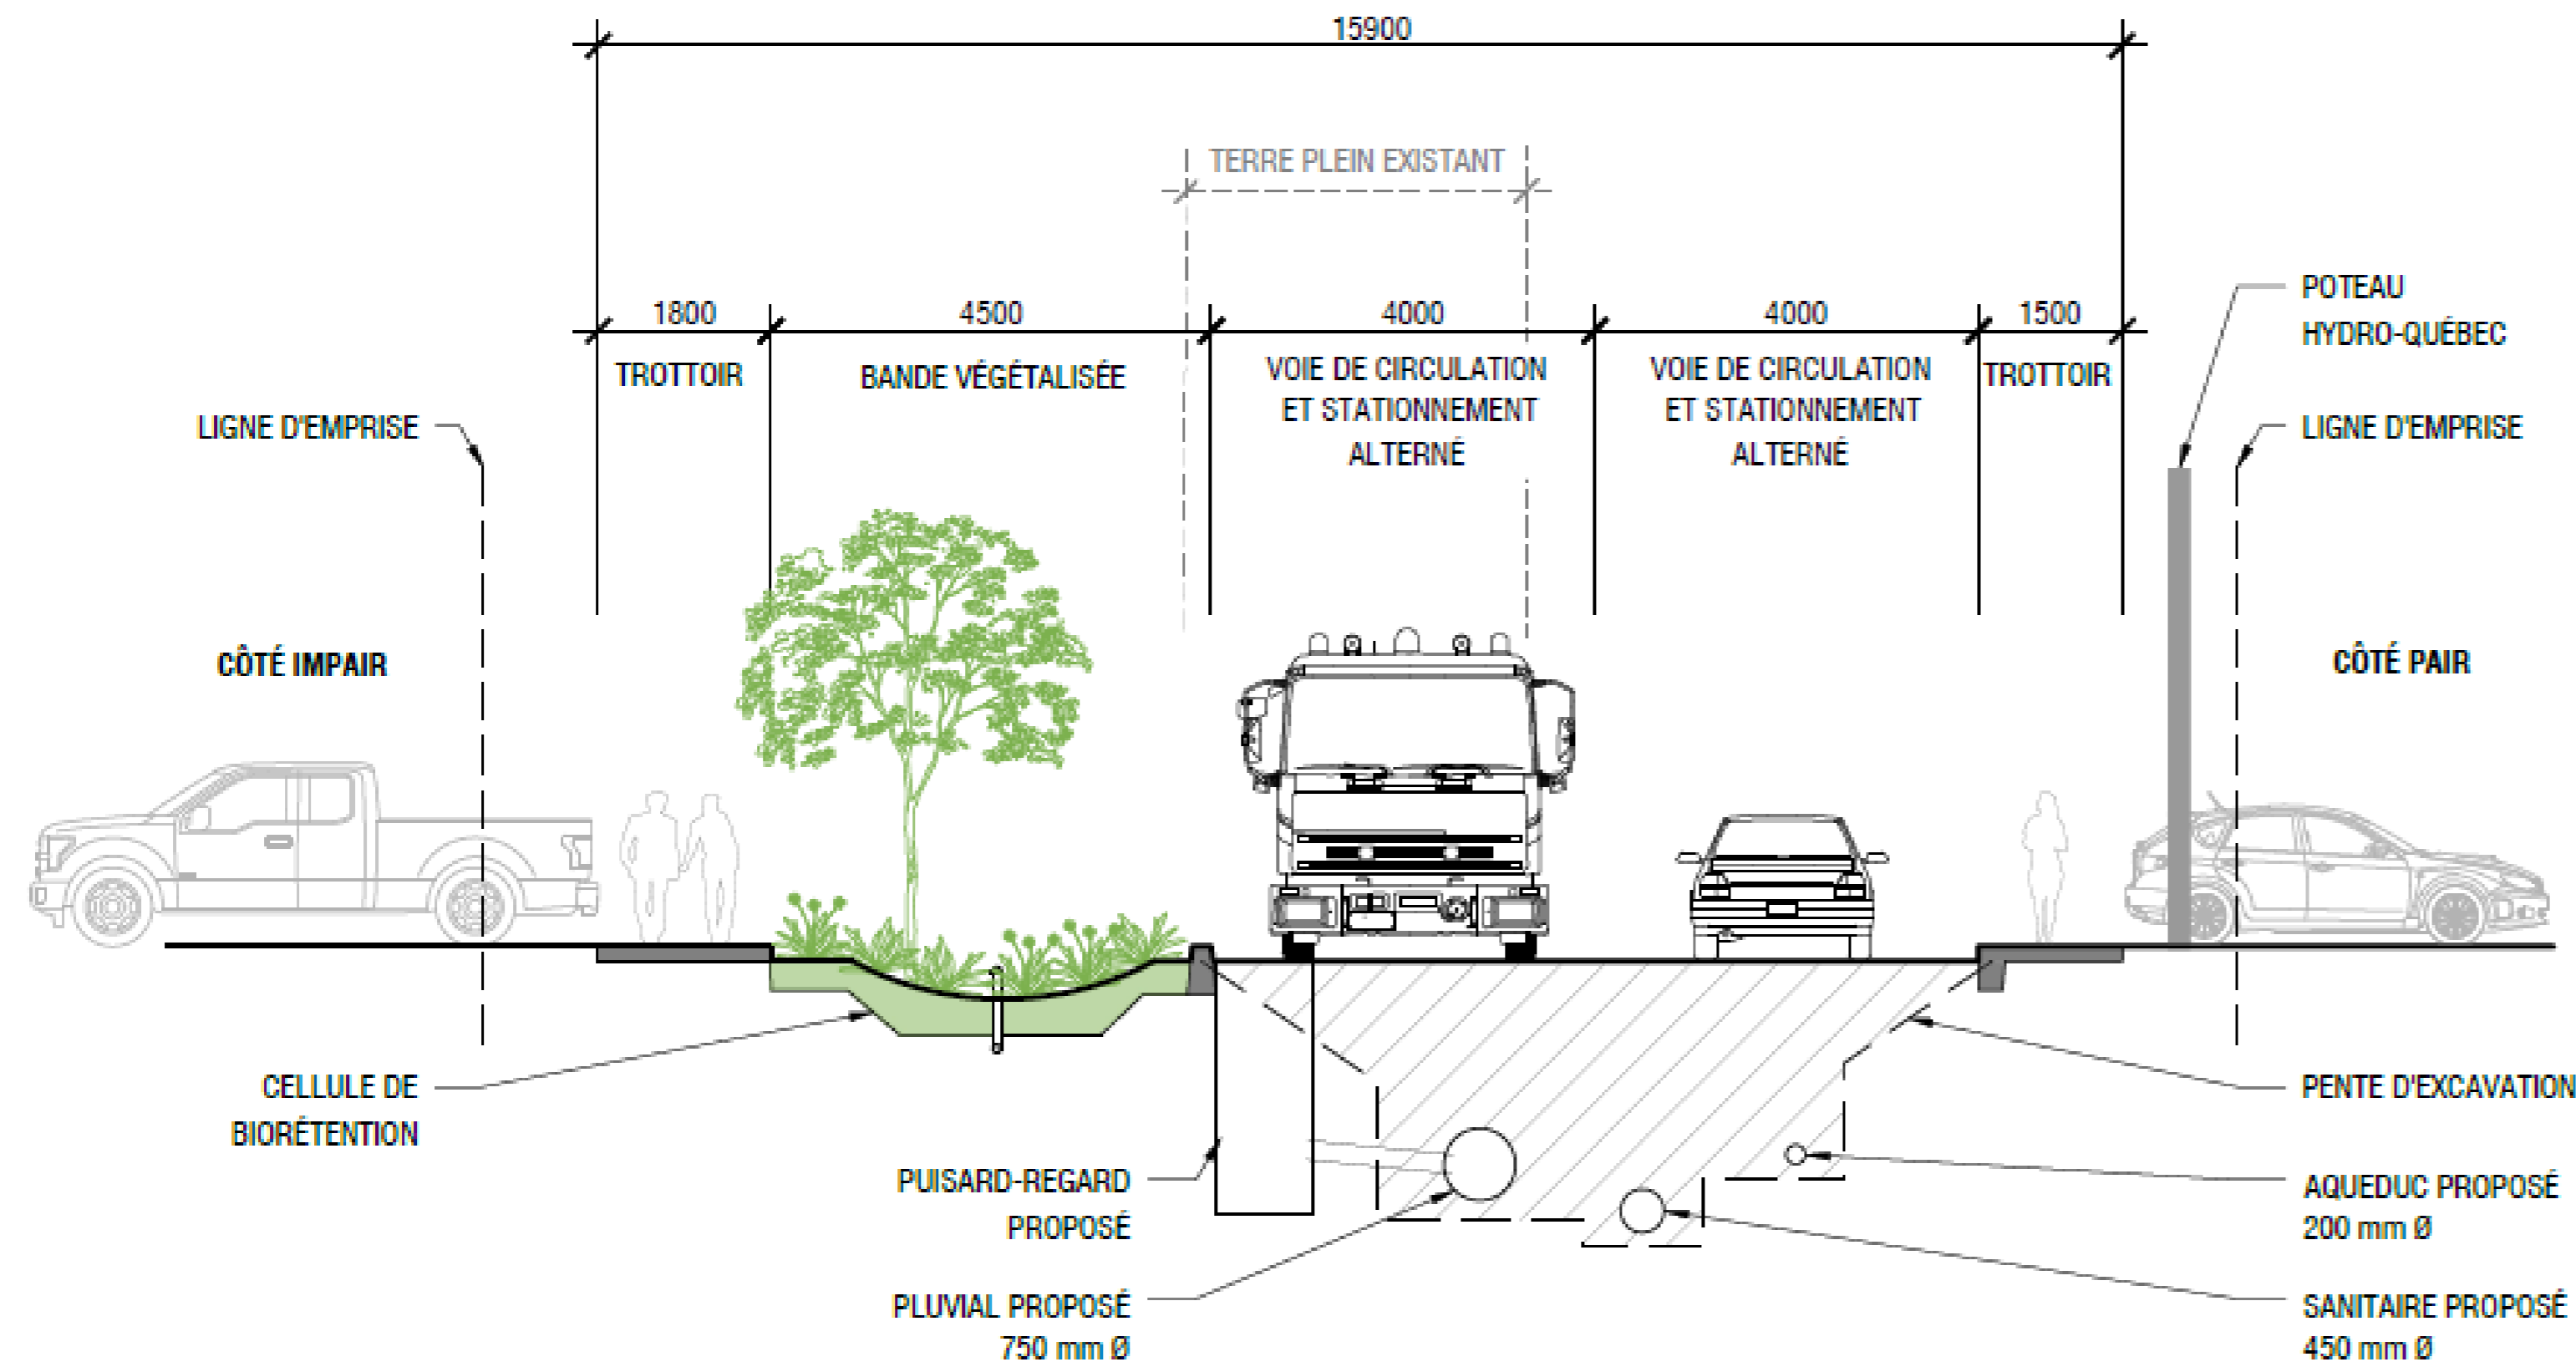 15900
TERRE PLEIN EXISTANT
1800
4500
4000
4000
1500
TROTTOIR
BANDE VÉGÉTALISÉE
VOIE DE CIRCULATION
ET STATIONNEMENT
ALTERNÉ
VOIE DE CIRCULATION
ET STATIONNEMENT
ALTERNÉ
TROTTOIR
POTEAU
HYDRO-QUÉBEC
LIGNE D'EMPRISE
LIGNE D'EMPRISE
CÔTÉ IMPAIR
CÔTÉ PAIR
CELLULE DE
BIORÉTENTION
PUISARD-REGARD
PROPOSÉ
PLUVIAL PROPOSÉ
750 mm Ø
PENTE D'EXCAVATION
AQUEDUC PROPOSÉ
200 mm Ø
SANITAIRE PROPOSÉ
450 mm Ø